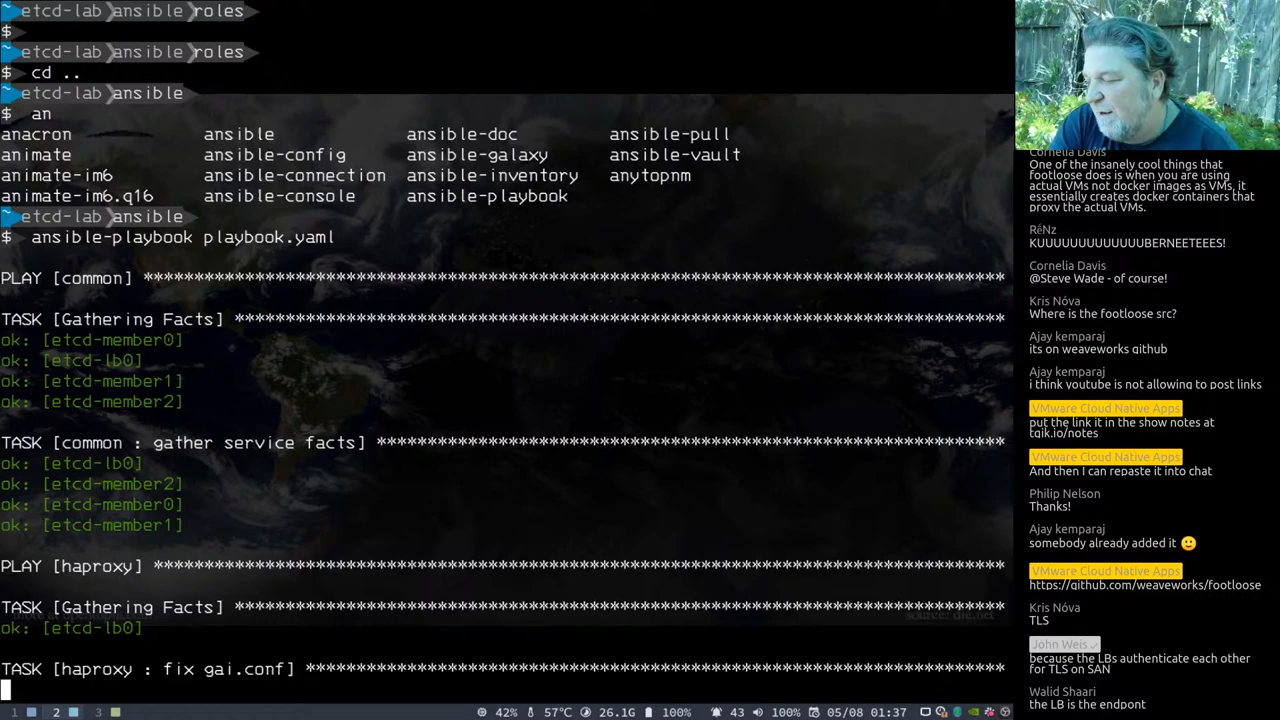 ~ etcd-lab ansible roles
$
~ etcd-lab ansible roles
$ cd ..
~ etcd-lab ansible
$ an
anacron ansible ansible-doc ansible-pull
animate ansible-config ansible-galaxy ansible-vault
animate-im6 ansible-connection ansible-inventory anytopnm
animate-im6.q16 ansible-console ansible-playbook
~ etcd-lab ansible
$ ansible-playbook playbook.yaml
PLAY [common] ************************************************************************************
TASK [Gathering Facts] ***************************************************************************
ok: [etcd-member0]
ok: [etcd-lb0]
ok: [etcd-member1]
ok: [etcd-member2]
TASK [common : gather service facts] *************************************************************
ok: [etcd-lb0]
ok: [etcd-member2]
ok: [etcd-member0]
ok: [etcd-member1]
PLAY [haproxy] ***********************************************************************************
TASK [Gathering Facts] ***************************************************************************
ok: [etcd-lb0]
source: die.net
TASK [haproxy : fix gai.conf] ********************************************************************
1 2 3 42% 57°C 26.1G 100% 43 100% 05/08 01:37
Cornelia Davis
One of the insanely cool things that
footloose does is when you are using
actual VMs not docker images as VMs, it
essentially creates docker containers that
proxy the actual VMs.
RéNz
KUUUUUUUUUUUUUBERNEETEEES!
Cornelia Davis
@Steve Wade - of course!
Kris Nóva
Where is the footloose src?
Ajay kemparaj
its on weaveworks github
Ajay kemparaj
i think youtube is not allowing to post links
VMware Cloud Native Apps
put the link it in the show notes at
tgik.io/notes
VMware Cloud Native Apps
And then I can repaste it into chat
Philip Nelson
Thanks!
Ajay kemparaj
somebody already added it 🙂
VMware Cloud Native Apps
https://github.com/weaveworks/footloose
Kris Nóva
TLS
John Weis ✓
because the LBs authenticate each other
for TLS on SAN
Walid Shaari
the LB is the endpont